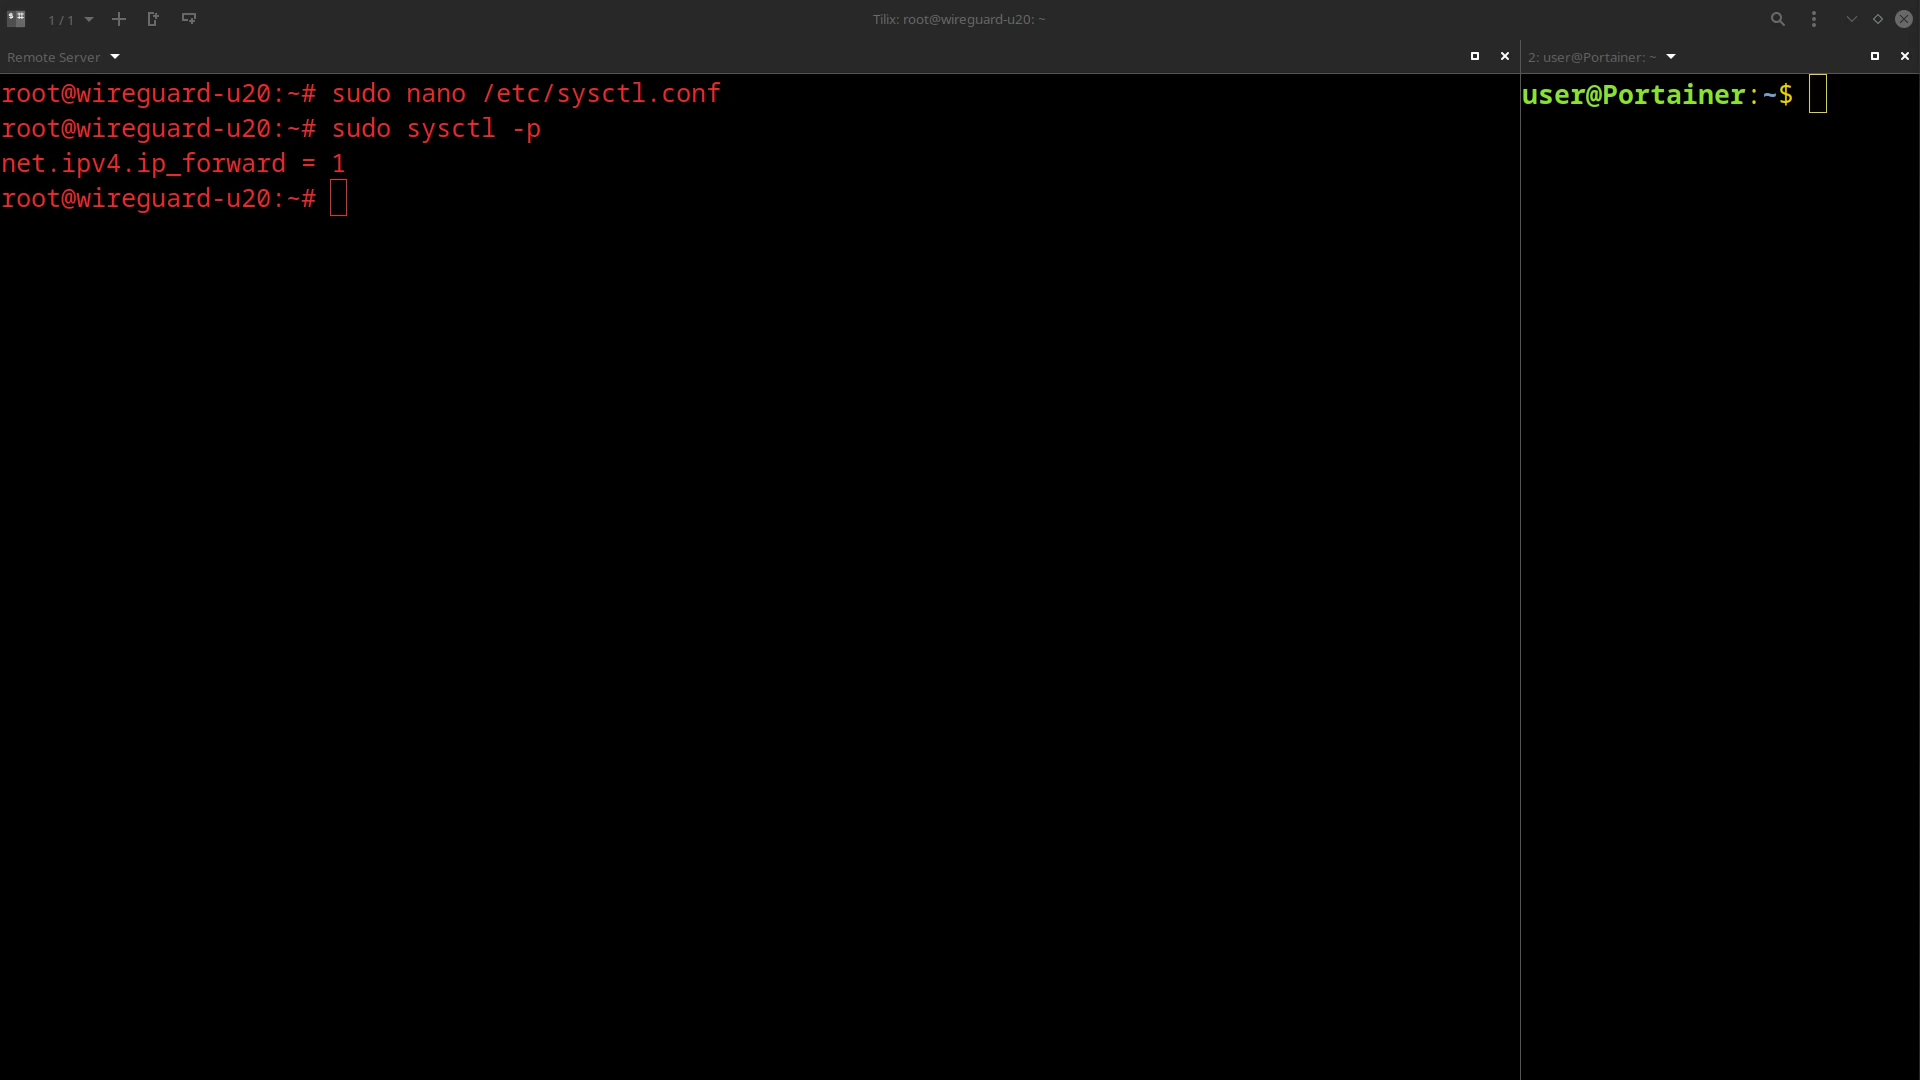 1 / 1
Tilix: root@wireguard-u20: ~
Remote Server
root@wireguard-u20:~# sudo nano /etc/sysctl.conf
root@wireguard-u20:~# sudo sysctl -p
net.ipv4.ip_forward = 1
root@wireguard-u20:~#
2: user@Portainer: ~
user@Portainer:~$